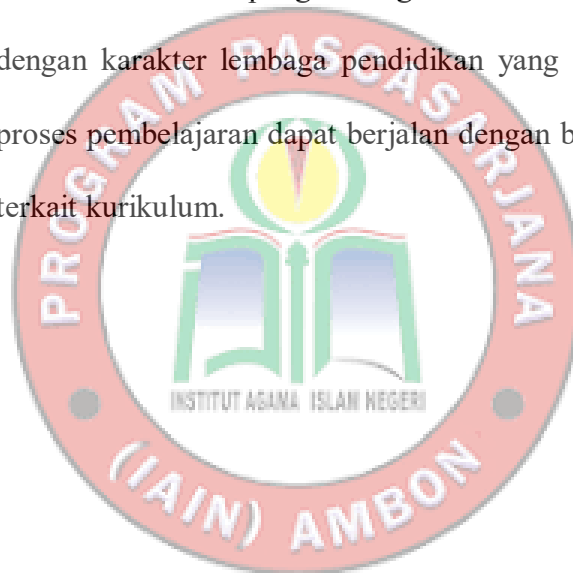 dengan karakter lembaga pendidikan yang
proses pembelajaran dapat berjalan dengan b
terkait kurikulum.
PROGRAM PASCASARJANA
INSTITUT AGAMA ISLAM NEGERI
(IAIN) AMBON